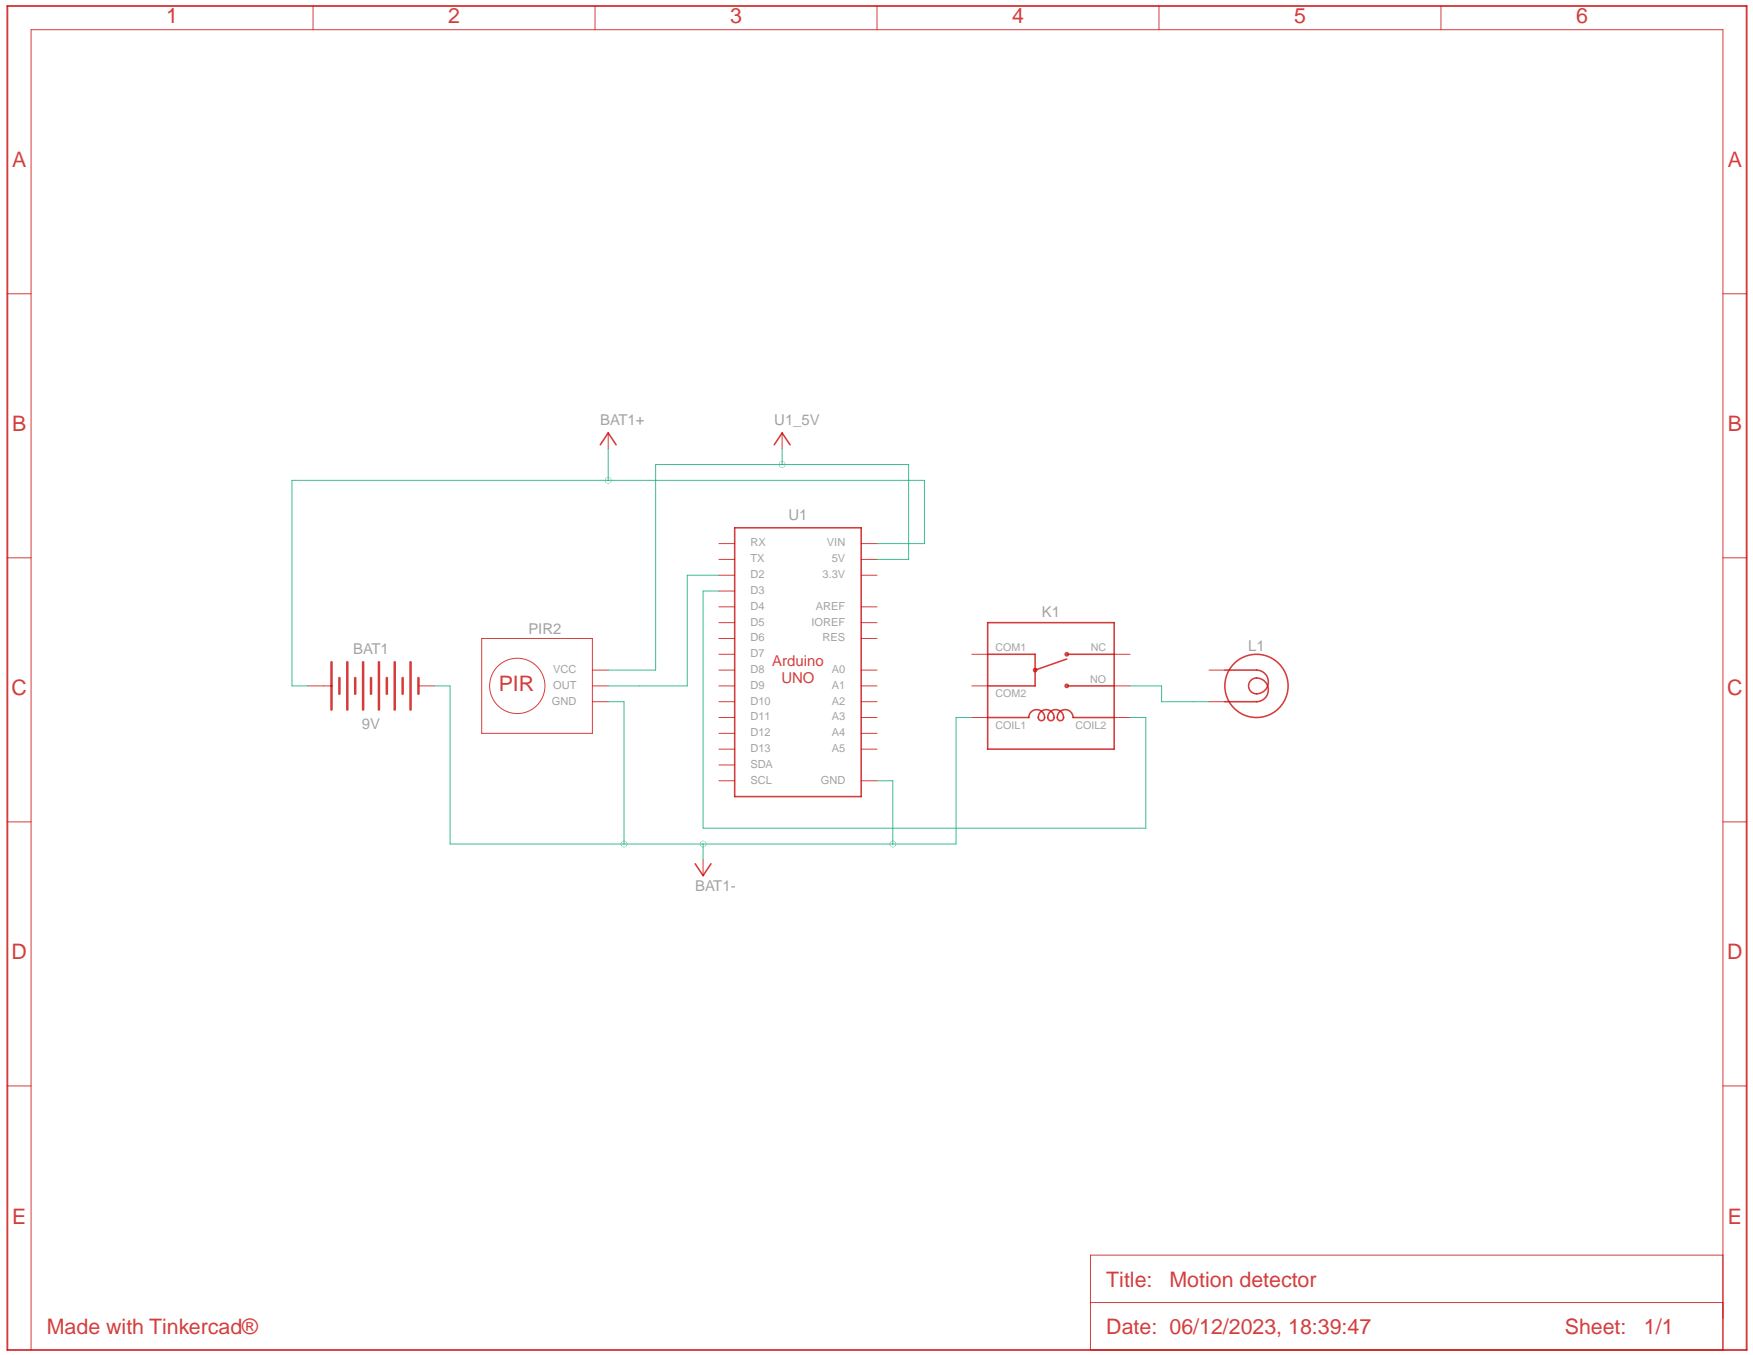 1 2 3 4 5 6
A A
BAT1+ U1_5V
B B
U1
RX VIN
TX 5V
D2 3.3V
D3
D4 AREF
D5 IOREF
D6 RES
D7
D8 A0
D9 A1
D10 A2
D11 A3
D12 A4
D13 A5
SDA
SCL GND
Arduino
UNO
BAT1
9V
PIR2
PIR
VCC
OUT
GND
K1
COM1 NC
COM2 NO
COIL1 COIL2
L1
C C
BAT1-
D D
E E
Title: Motion detector
Date: 06/12/2023, 18:39:47 Sheet: 1/1
Made with Tinkercad®